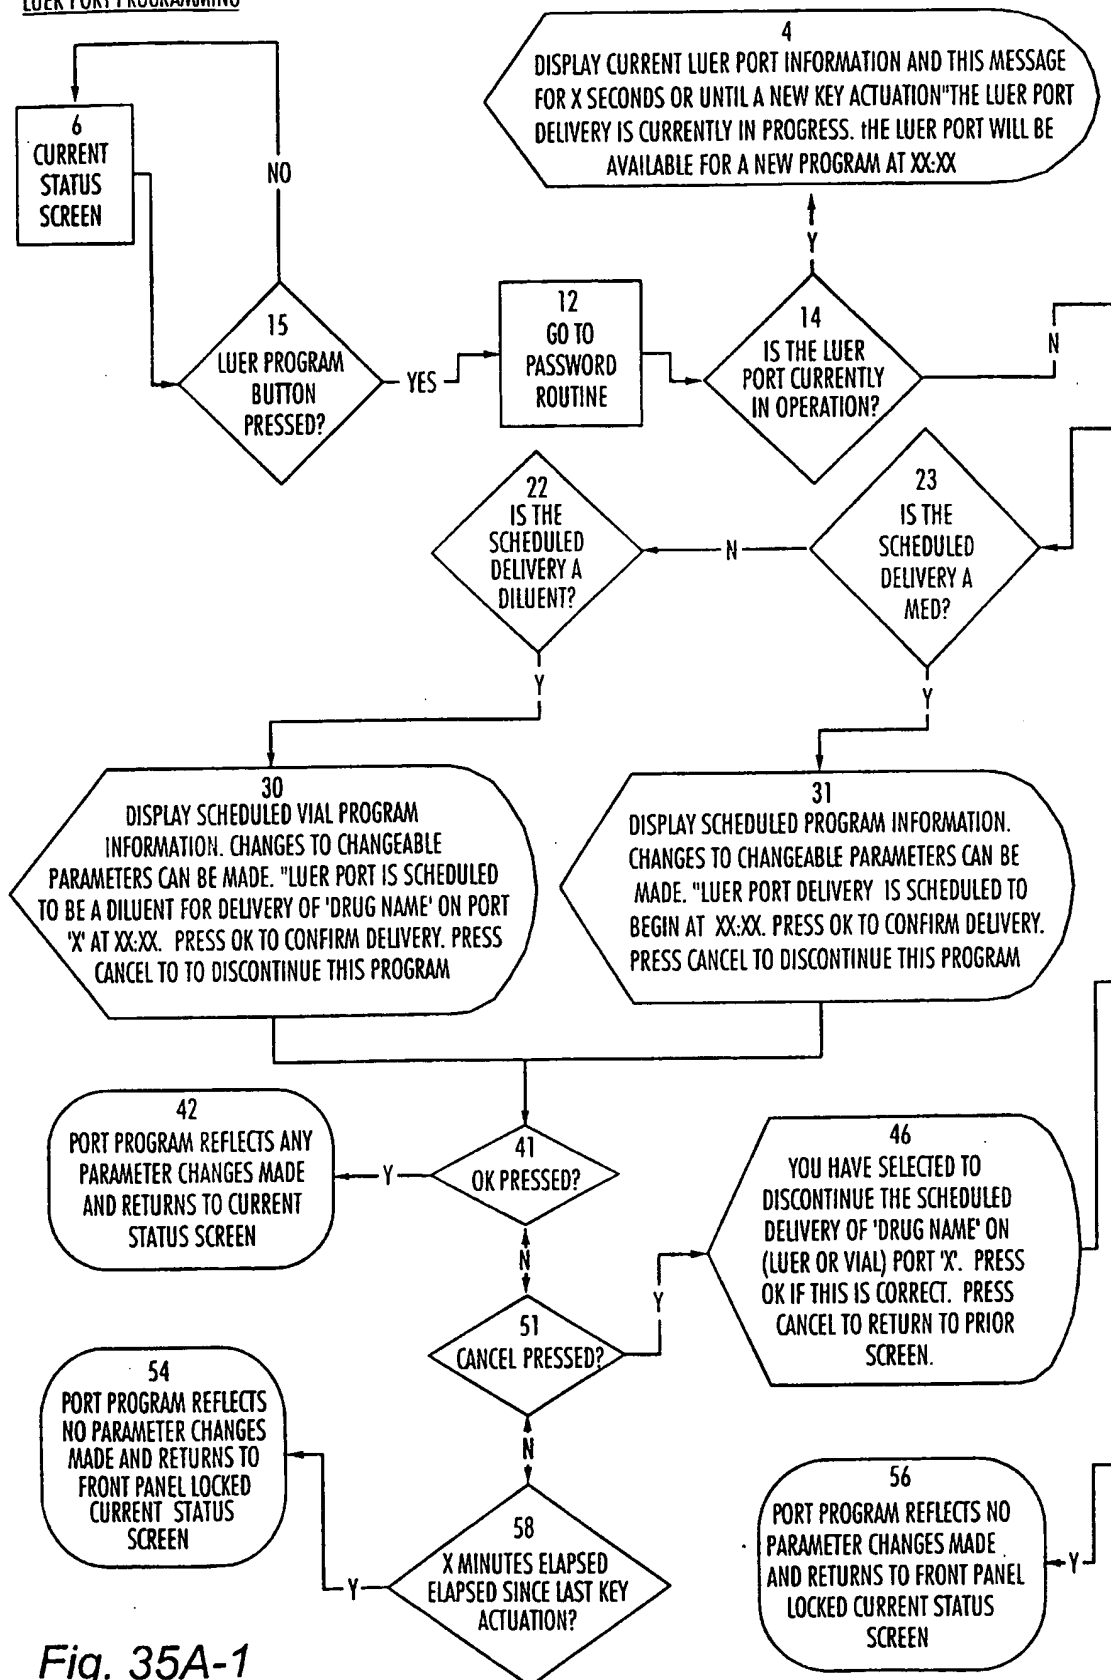 LUER PORT PROGRAMMING
4
DISPLAY CURRENT LUER PORT INFORMATION AND THIS MESSAGE
FOR X SECONDS OR UNTIL A NEW KEY ACTUATION"THE LUER PORT
DELIVERY IS CURRENTLY IN PROGRESS. tHE LUER PORT WILL BE
AVAILABLE FOR A NEW PROGRAM AT XX:XX
6
CURRENT
STATUS
SCREEN
NO
Y
15
LUER PROGRAM
BUTTON
PRESSED?
YES
12
GO TO
PASSWORD
ROUTINE
14
IS THE LUER
PORT CURRENTLY
IN OPERATION?
N
22
IS THE
SCHEDULED
DELIVERY A
DILUENT?
N
23
IS THE
SCHEDULED
DELIVERY A
MED?
Y
Y
30
DISPLAY SCHEDULED VIAL PROGRAM
INFORMATION. CHANGES TO CHANGEABLE
PARAMETERS CAN BE MADE. "LUER PORT IS SCHEDULED
TO BE A DILUENT FOR DELIVERY OF 'DRUG NAME' ON PORT
'X' AT XX:XX. PRESS OK TO CONFIRM DELIVERY. PRESS
CANCEL TO TO DISCONTINUE THIS PROGRAM
31
DISPLAY SCHEDULED PROGRAM INFORMATION.
CHANGES TO CHANGEABLE PARAMETERS CAN BE
MADE. "LUER PORT DELIVERY IS SCHEDULED TO
BEGIN AT XX:XX. PRESS OK TO CONFIRM DELIVERY.
PRESS CANCEL TO DISCONTINUE THIS PROGRAM
42
PORT PROGRAM REFLECTS ANY
PARAMETER CHANGES MADE
AND RETURNS TO CURRENT
STATUS SCREEN
Y
41
OK PRESSED?
N
46
YOU HAVE SELECTED TO
DISCONTINUE THE SCHEDULED
DELIVERY OF 'DRUG NAME' ON
(LUER OR VIAL) PORT 'X'. PRESS
OK IF THIS IS CORRECT. PRESS
CANCEL TO RETURN TO PRIOR
SCREEN.
51
CANCEL PRESSED?
Y
N
54
PORT PROGRAM REFLECTS
NO PARAMETER CHANGES
MADE AND RETURNS TO
FRONT PANEL LOCKED
CURRENT STATUS
SCREEN
Y
58
X MINUTES ELAPSED
ELAPSED SINCE LAST KEY
ACTUATION?
56
PORT PROGRAM REFLECTS NO
PARAMETER CHANGES MADE
AND RETURNS TO FRONT PANEL
LOCKED CURRENT STATUS
SCREEN
Y
Fig. 35A-1